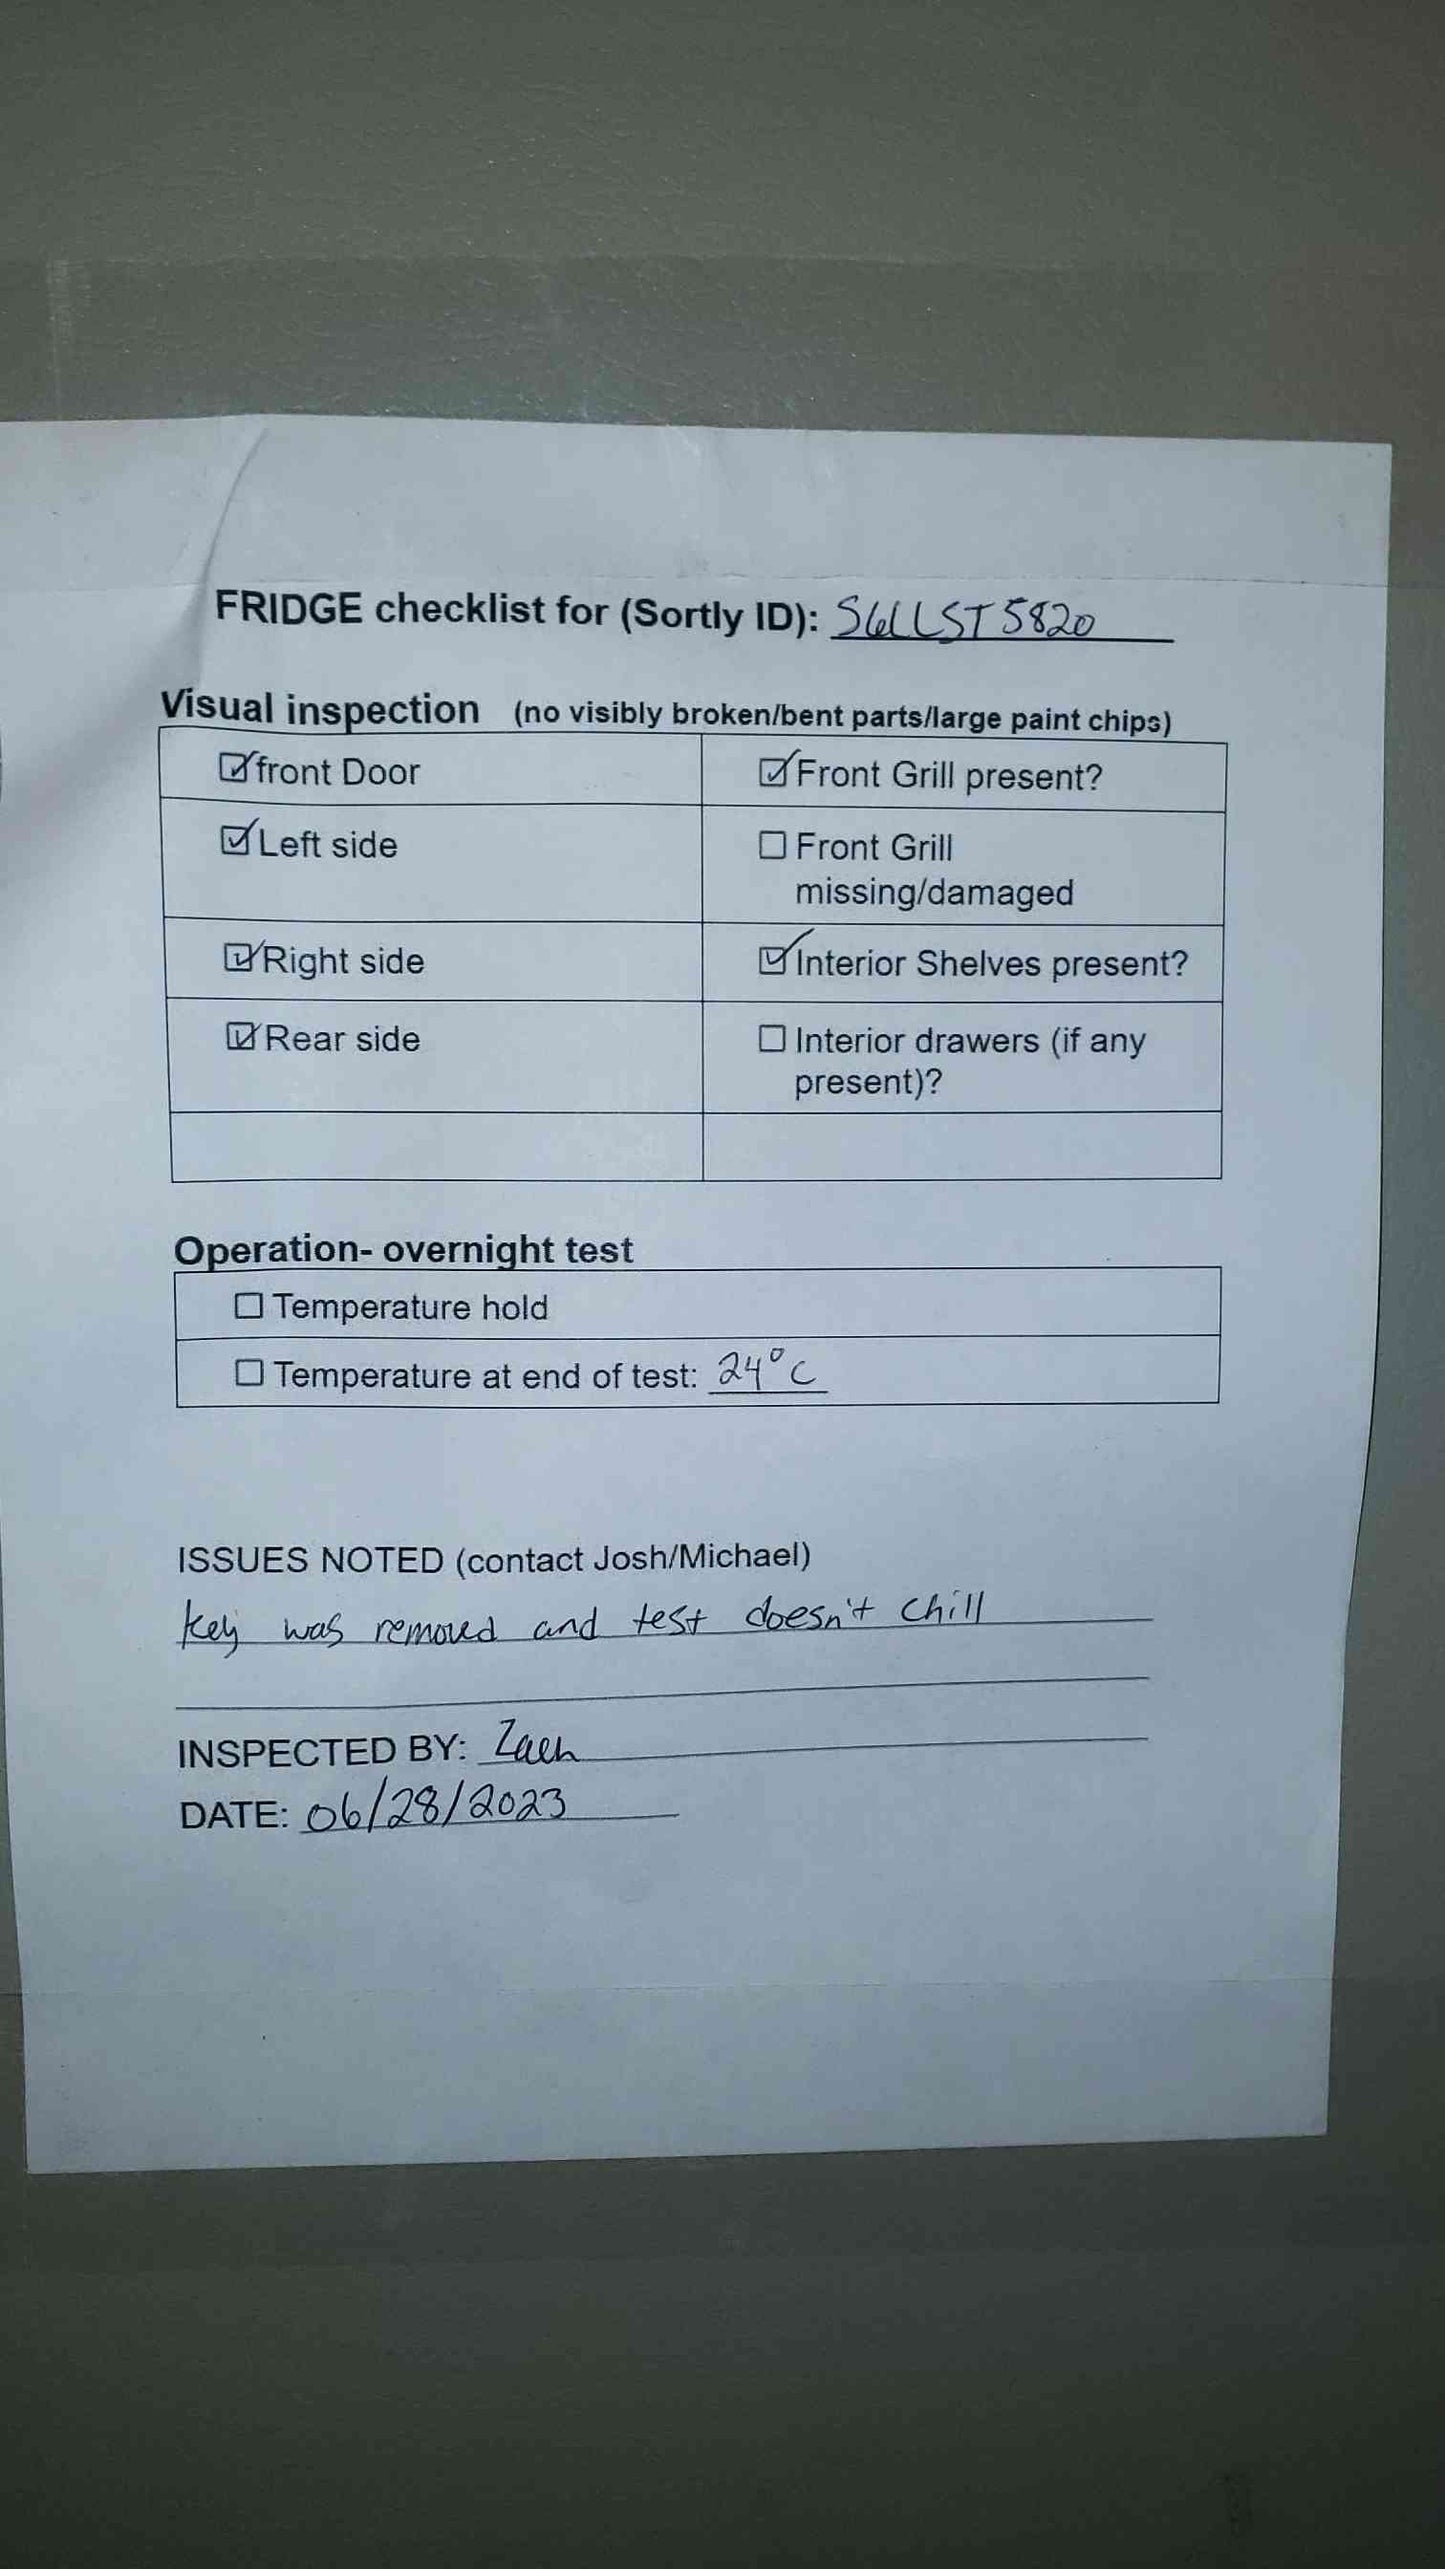 FRIDGE checklist for (Sortly ID): S6LLST5820
Visual inspection (no visibly broken/bent parts/large paint chips)
☑ front Door
☑ Front Grill present?
☑ Left side
☐ Front Grill
missing/damaged
☑ Right side
☑ Interior Shelves present?
☑ Rear side
☐ Interior drawers (if any
present)?
Operation- overnight test
☐ Temperature hold
☐ Temperature at end of test: 24°C
ISSUES NOTED (contact Josh/Michael)
key was removed and test doesn't chill
INSPECTED BY: Zach
DATE: 06/28/2023